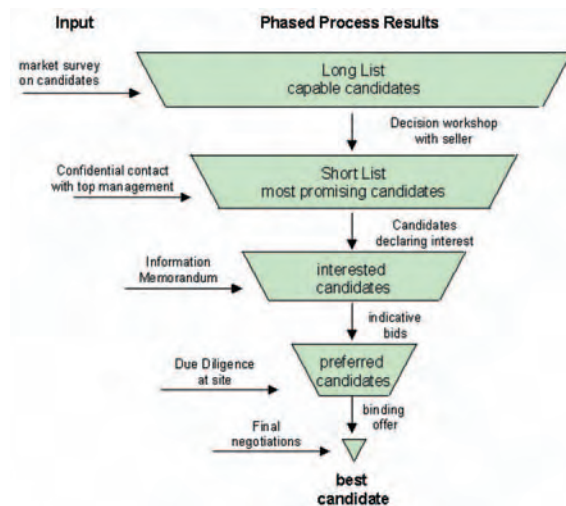 Input
Phased Process Results
market survey
on candidates
Long List
capable candidates
Decision workshop
with seller
Confidential contact
with top management
Short List
most promising candidates
Candidates
declaring interest
Information
Memorandum
interested
candidates
indicative
bids
Due Diligence
at site
preferred
candidates
binding
offer
Final
negotiations
best
candidate